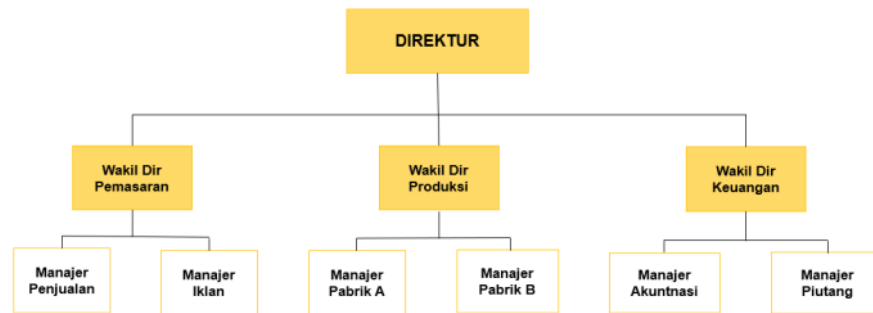 DIREKTUR
Wakil Dir
Pemasaran
Wakil Dir
Produksi
Wakil Dir
Keuangan
Manajer
Penjualan
Manajer
Iklan
Manajer
Pabrik A
Manajer
Pabrik B
Manajer
Akuntnasi
Manajer
Piutang